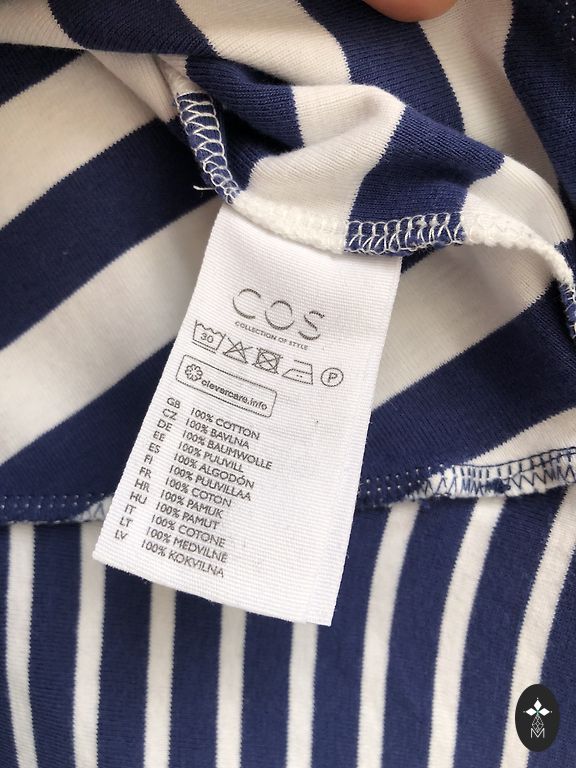 COS
COLLECTION OF STYLE
30 P
clevercare.info
GB 100% COTTON
CZ 100% BAVLNA
DE 100% BAUMWOLLE
EE 100% PUUVILL
ES 100% ALGODÓN
FI 100% PUUVILLAA
FR 100% COTON
HR 100% PAMUK
HU 100% PAMUT
IT 100% COTONE
LT 100% MEDVILNĖ
LV 100% KOKVILNA
M